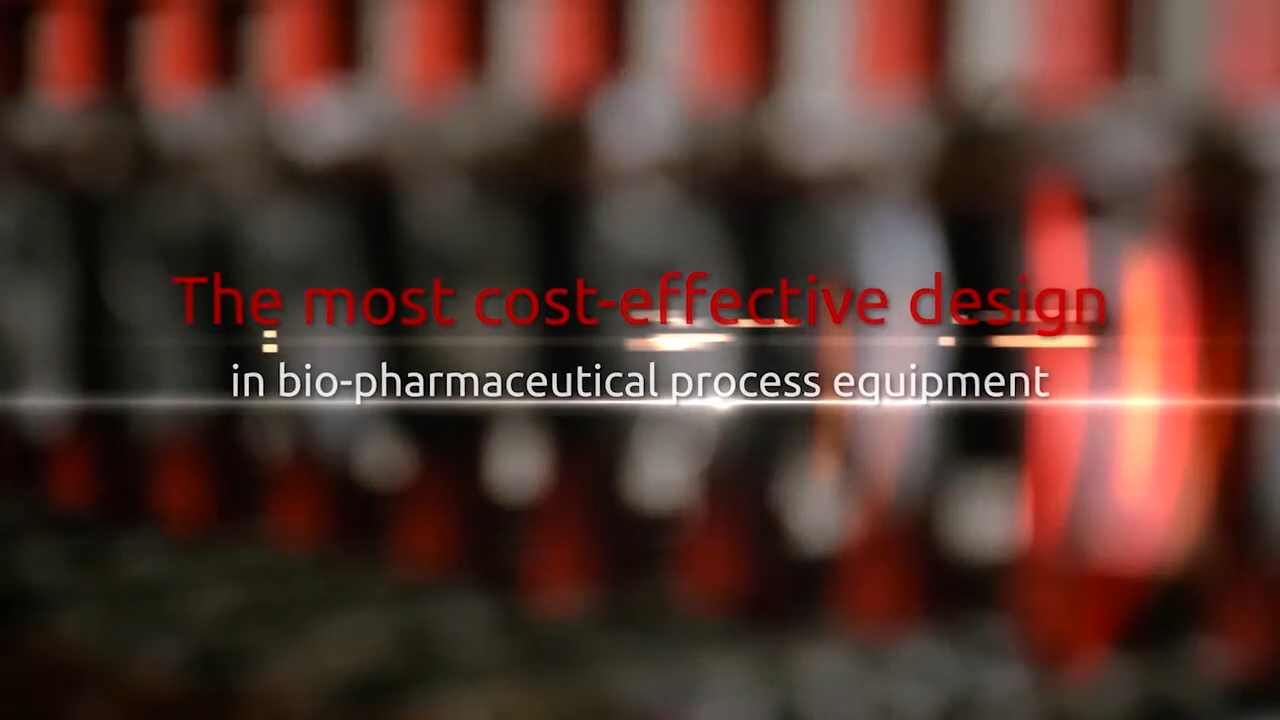 The most cost-effective design
in bio-pharmaceutical process equipment